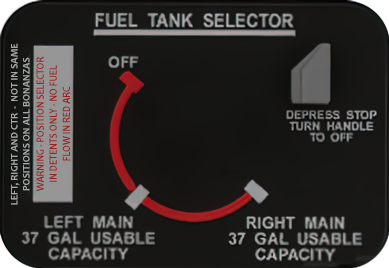 FUEL TANK SELECTOR
LEFT, RIGHT AND CTR - NOT IN SAME
POSITIONS ON ALL BONANZAS
WARNING - POSITION SELECTOR
IN DETENTS ONLY - NO FUEL
FLOW IN RED ARC
OFF
DEPRESS STOP
TURN HANDLE
TO OFF
LEFT MAIN
37 GAL USABLE
CAPACITY
RIGHT MAIN
37 GAL USABLE
CAPACITY